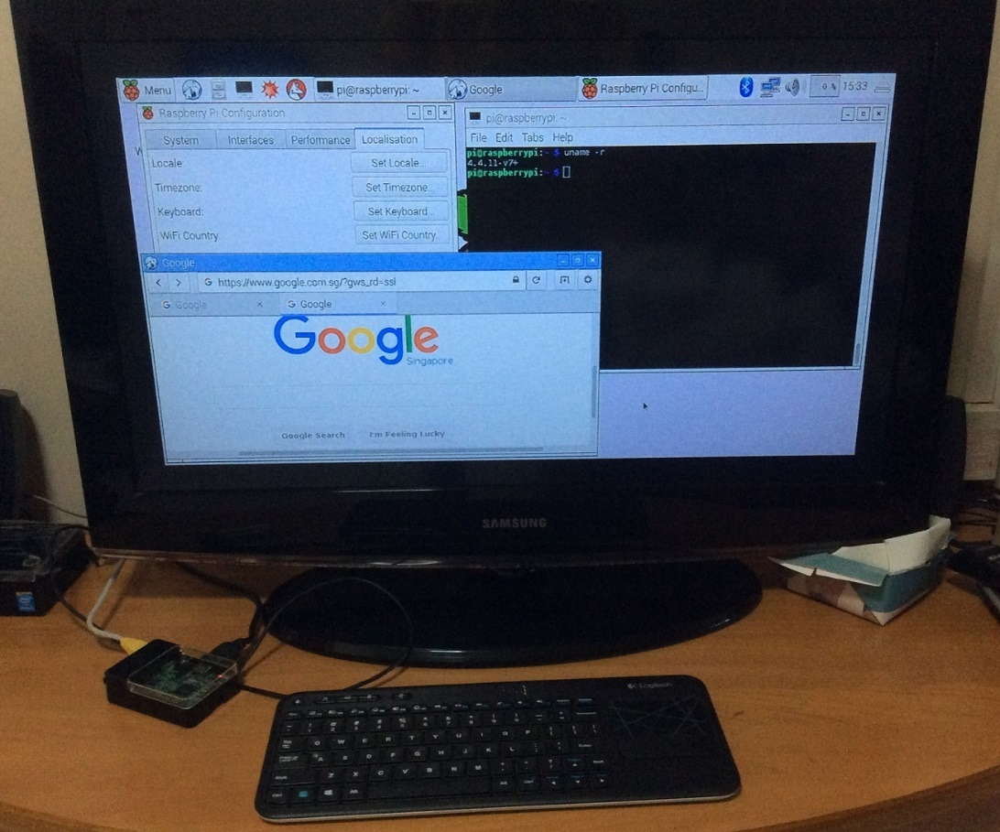 Menu
pi@raspberrypi: ~
Google
Raspberry Pi Configu...
0 %
15:33
Raspberry Pi Configuration
System Interfaces Performance Localisation
Locale: Set Locale...
Timezone: Set Timezone...
Keyboard: Set Keyboard...
WiFi Country Set WiFi Country
pi@raspberrypi: ~
File Edit Tabs Help
pi@raspberrypi:~ $ uname -r
4.4.11-v7+
pi@raspberrypi:~ $
Google
https://www.google.com.sg/?gws_rd=ssl
G Google × G Google ×
Google
Singapore
Google Search I'm Feeling Lucky
SAMSUNG
Logitech
Q W E R T Y U I O P
A S D F G H J K L
Z X C V B N M